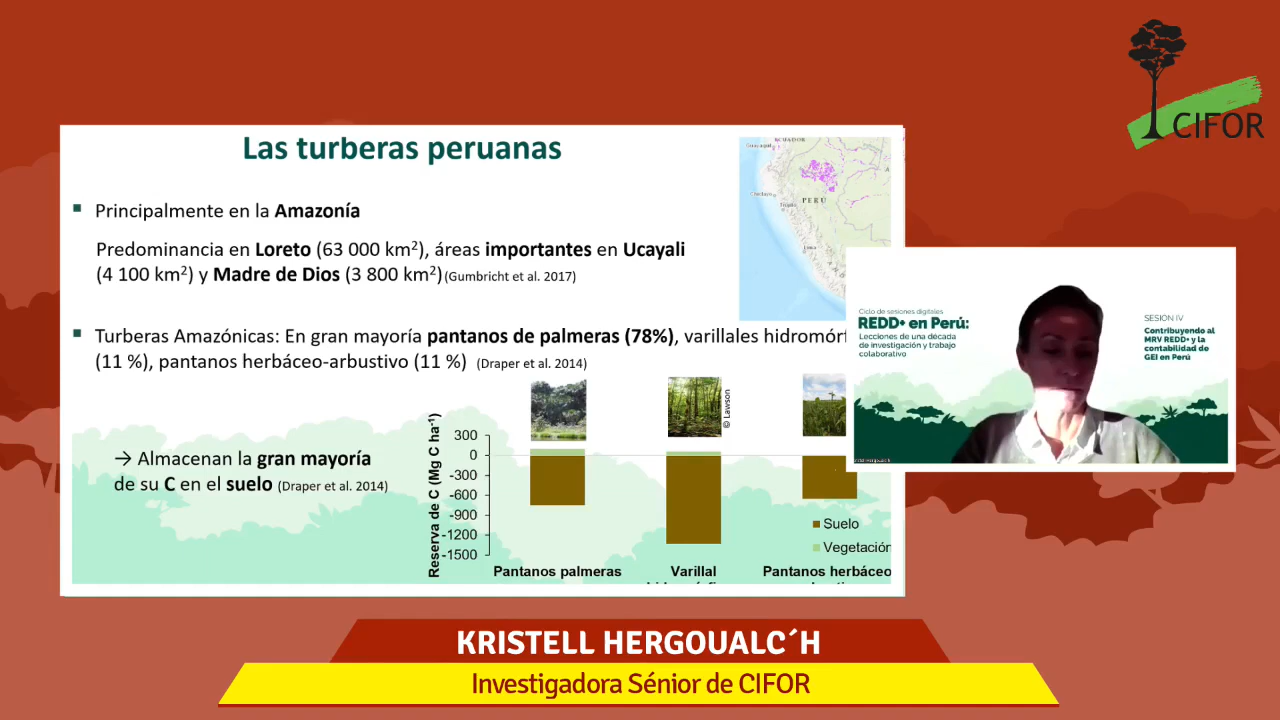 CIFOR
Las turberas peruanas
Principalmente en la Amazonía
Predominancia en Loreto (63 000 km²), áreas importantes en Ucayali
(4 100 km²) y Madre de Dios (3 800 km²) (Gumbricht et al. 2017)
Turberas Amazónicas: En gran mayoría pantanos de palmeras (78%), varillales
(11 %), pantanos herbáceo-arbustivo (11 %) (Draper et al. 2014)
→ Almacenan la gran mayoría
de su C en el suelo (Draper et al. 2014)
ECUADOR
Guayaquil
Chiclayo
Trujillo
PERÚ
Lima
© Lawson
Reserva de C (Mg C ha⁻¹)
300
0
-300
-600
-900
-1200
-1500
Suelo
Vegetación
Pantanos palmeras
Varillal
Pantanos herbáceo
Ciclo de sesiones digitales
REDD+ en Perú:
Lecciones de una década
de investigación y trabajo
colaborativo
SESION IV
Contribuyendo al
MRV REDD+ y la
contabilidad de
GEI en Perú
KRISTELL HERGOUALC´H
Investigadora Sénior de CIFOR